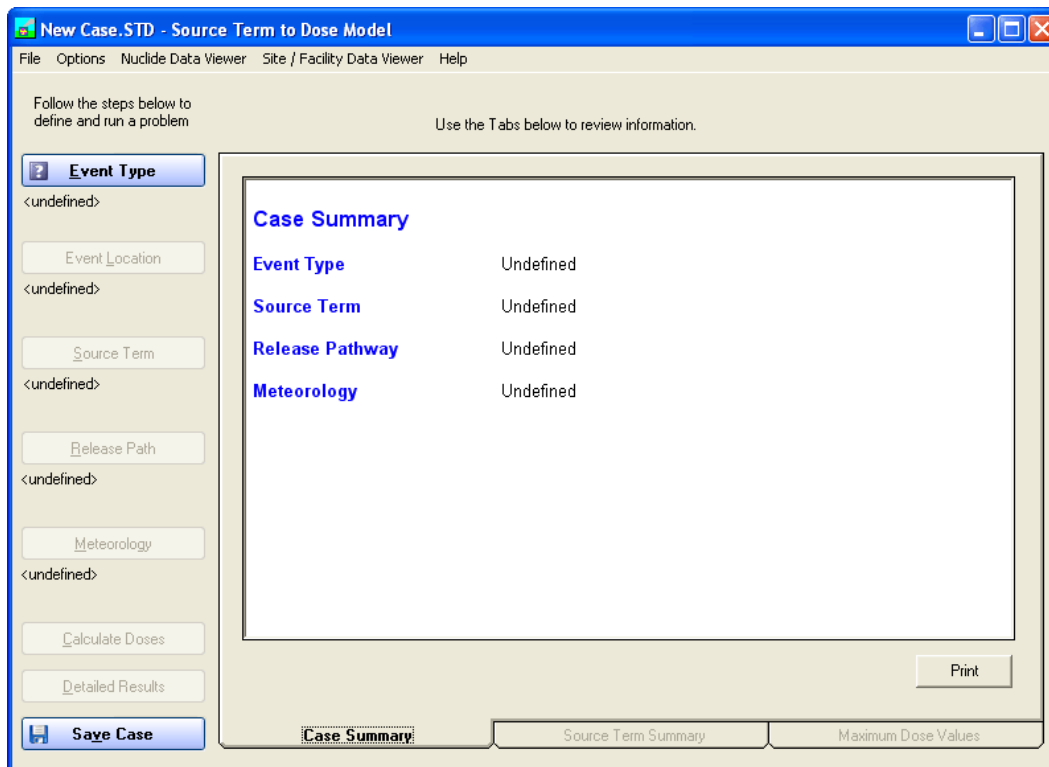 New Case.STD - Source Term to Dose Model
File Options Nuclide Data Viewer Site / Facility Data Viewer Help
Follow the steps below to
define and run a problem
Use the Tabs below to review information.
Event Type
<undefined>
Event Location
<undefined>
Source Term
<undefined>
Release Path
<undefined>
Meteorology
<undefined>
Calculate Doses
Detailed Results
Save Case
Case Summary
Event Type Undefined
Source Term Undefined
Release Pathway Undefined
Meteorology Undefined
Print
Case Summary Source Term Summary Maximum Dose Values